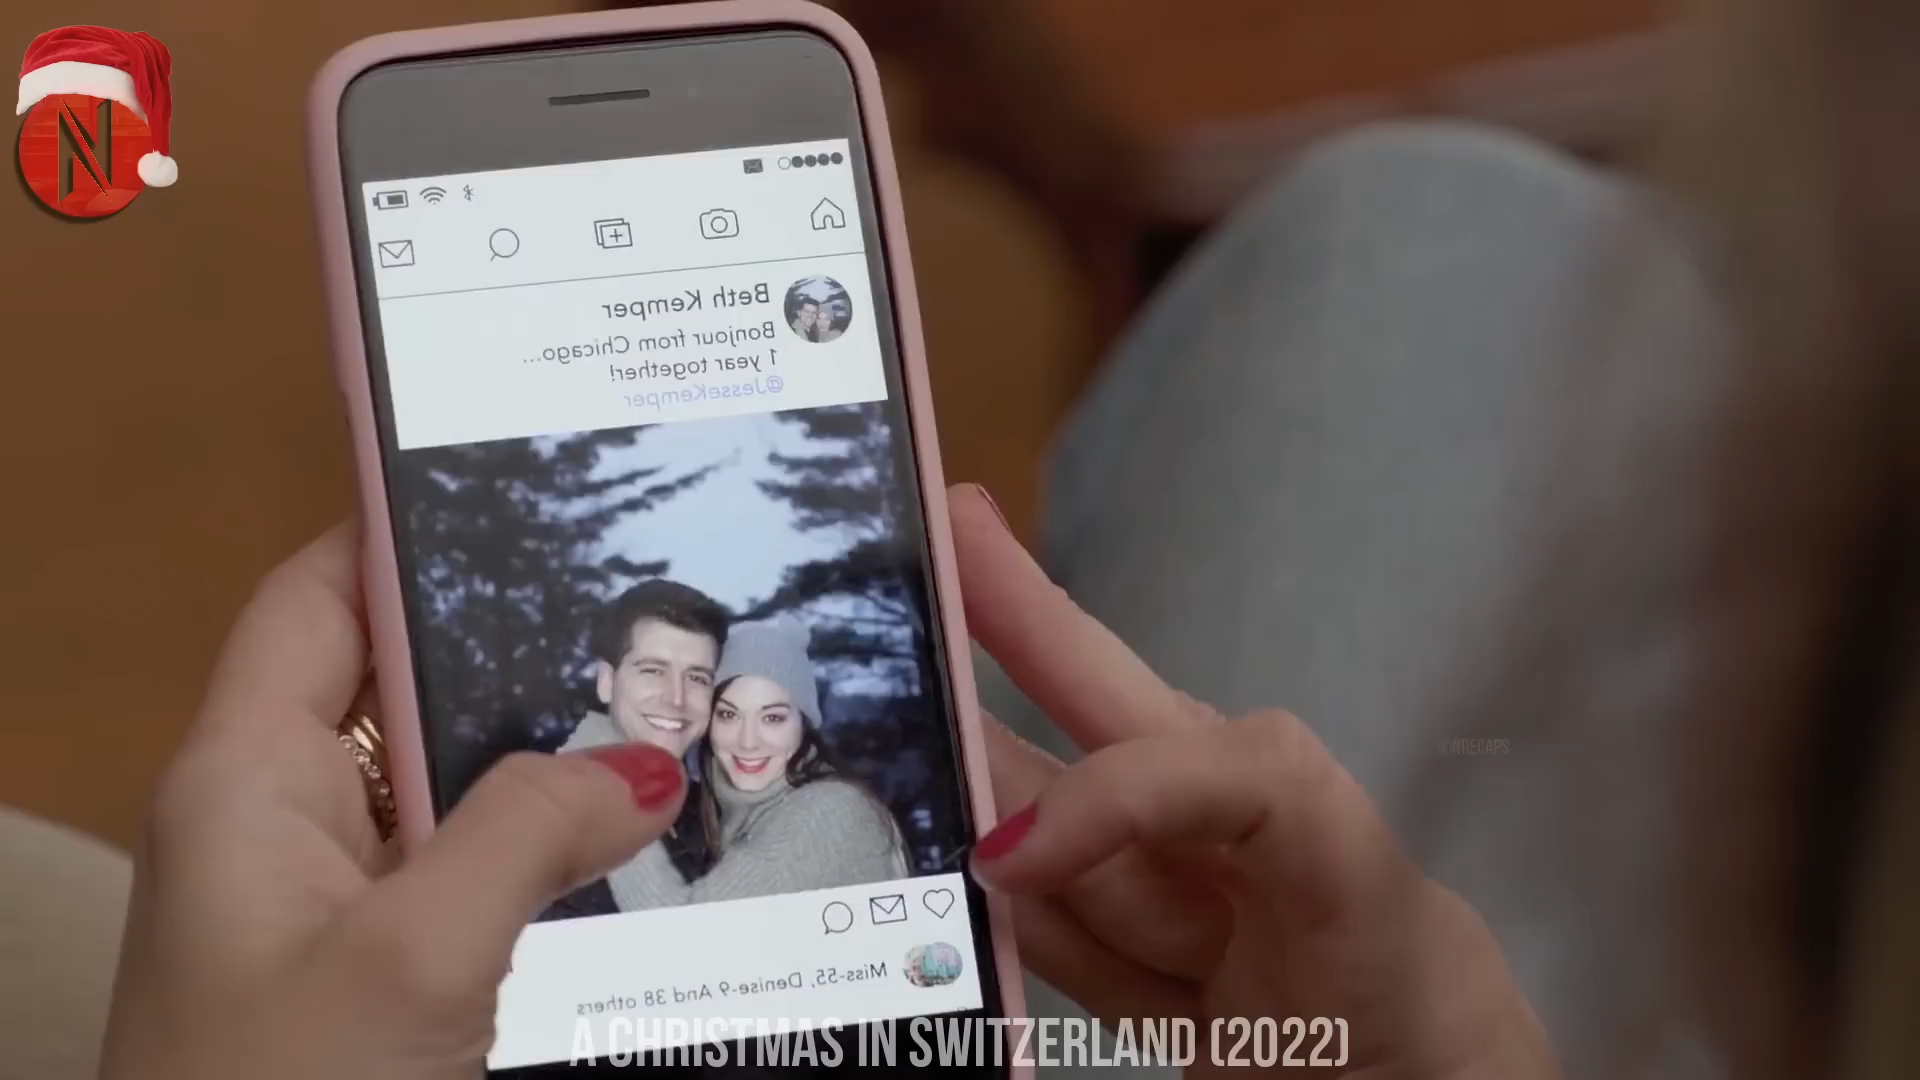 N
Beth Kemper
Bonjour from Chicago...
1 year together!
@JesseKemper
Miss-55, Denise-9 And 38 others
A CHRISTMAS IN SWITZERLAND (2022)